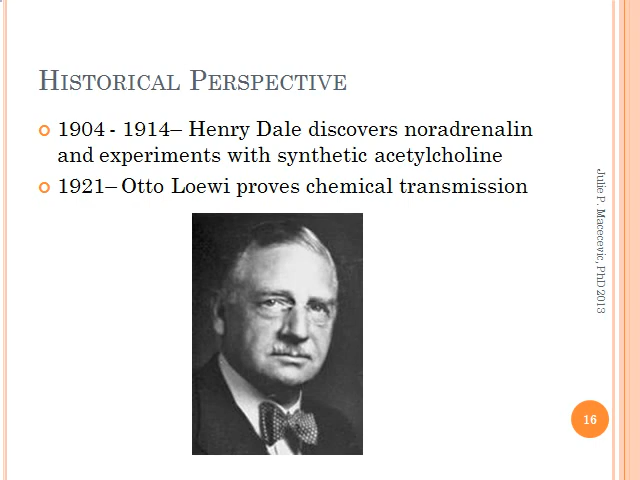 HISTORICAL PERSPECTIVE
1904 - 1914– Henry Dale discovers noradrenalin
and experiments with synthetic acetylcholine
1921– Otto Loewi proves chemical transmission
Julie P. Macecevic, PhD 2013
16